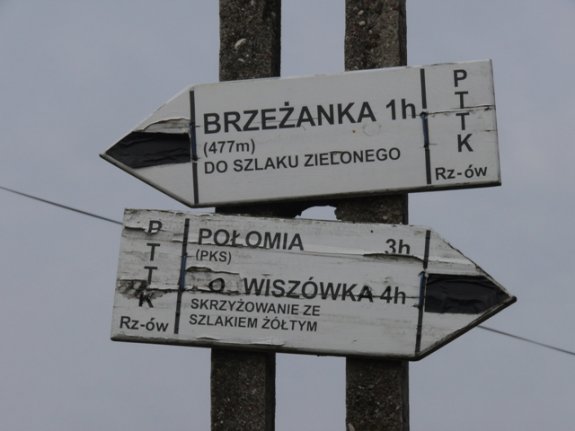 BRZEŻANKA 1h
(477m)
DO SZLAKU ZIELONEGO
PTTK
Rz-ów
PTTK
Rz-ów
POŁOMIA 3h
(PKS)
WISZÓWKA 4h
SKRZYŻOWANIE ZE
SZLAKIEM ŻÓŁTYM